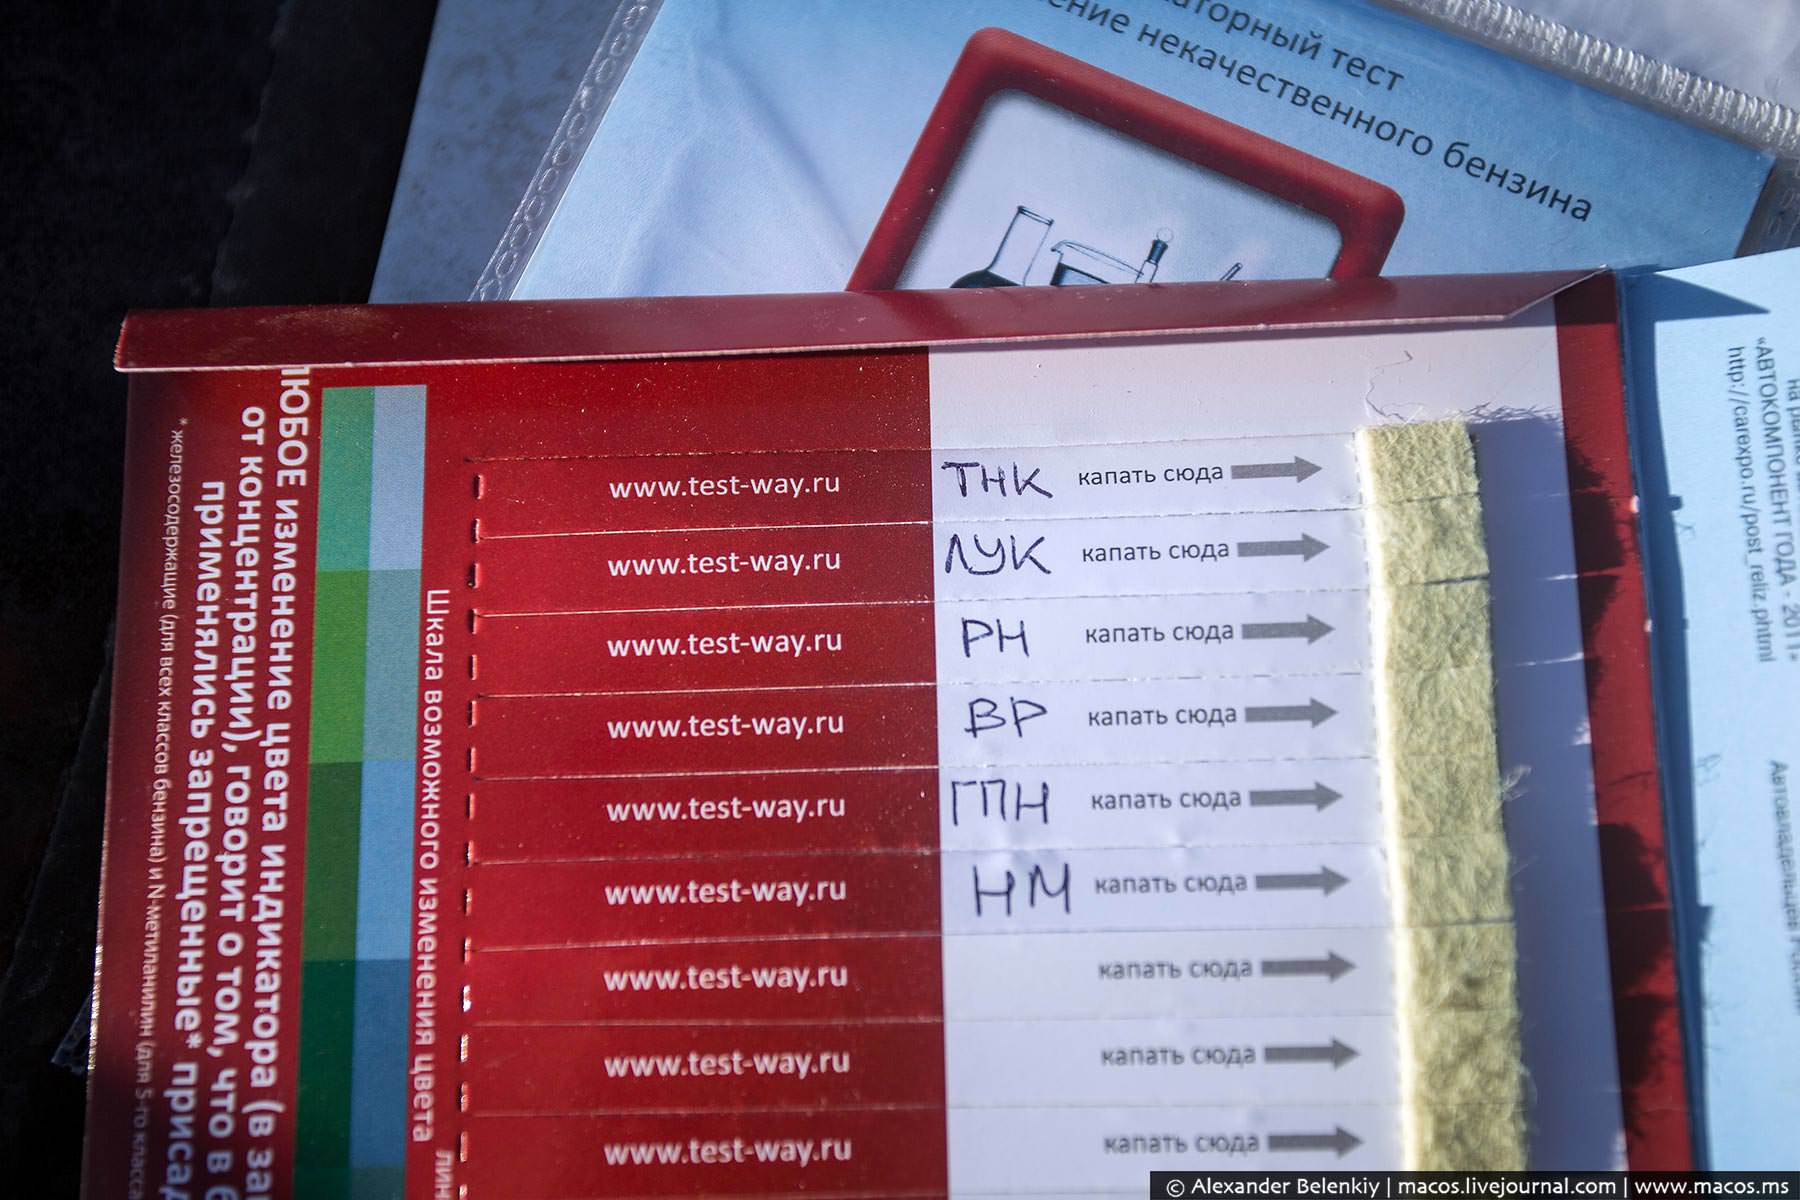 аторный тест
ение некачественного бензина
www.test-way.ru ТНК капать сюда
www.test-way.ru ЛУК капать сюда
www.test-way.ru РН капать сюда
www.test-way.ru ВР капать сюда
www.test-way.ru ГПН капать сюда
www.test-way.ru НМ капать сюда
www.test-way.ru капать сюда
www.test-way.ru капать сюда
www.test-way.ru капать сюда
ЛЮБОЕ изменение цвета индикатора (в за
от концентрации), говорит о том, что в б
применялись запрещенные* присад
*железосодержащие (для всех классов бензина) и N-метиланилин (для 5-го класса
Шкала возможного изменения цвета
лин
на рынке
«АВТОКОМПОНЕНТ ГОДА - 2011»
http://carexpo.ru/post_reliz.phtml
Автовладельцев
© Alexander Belenkiy | macos.livejournal.com | www.macos.ms